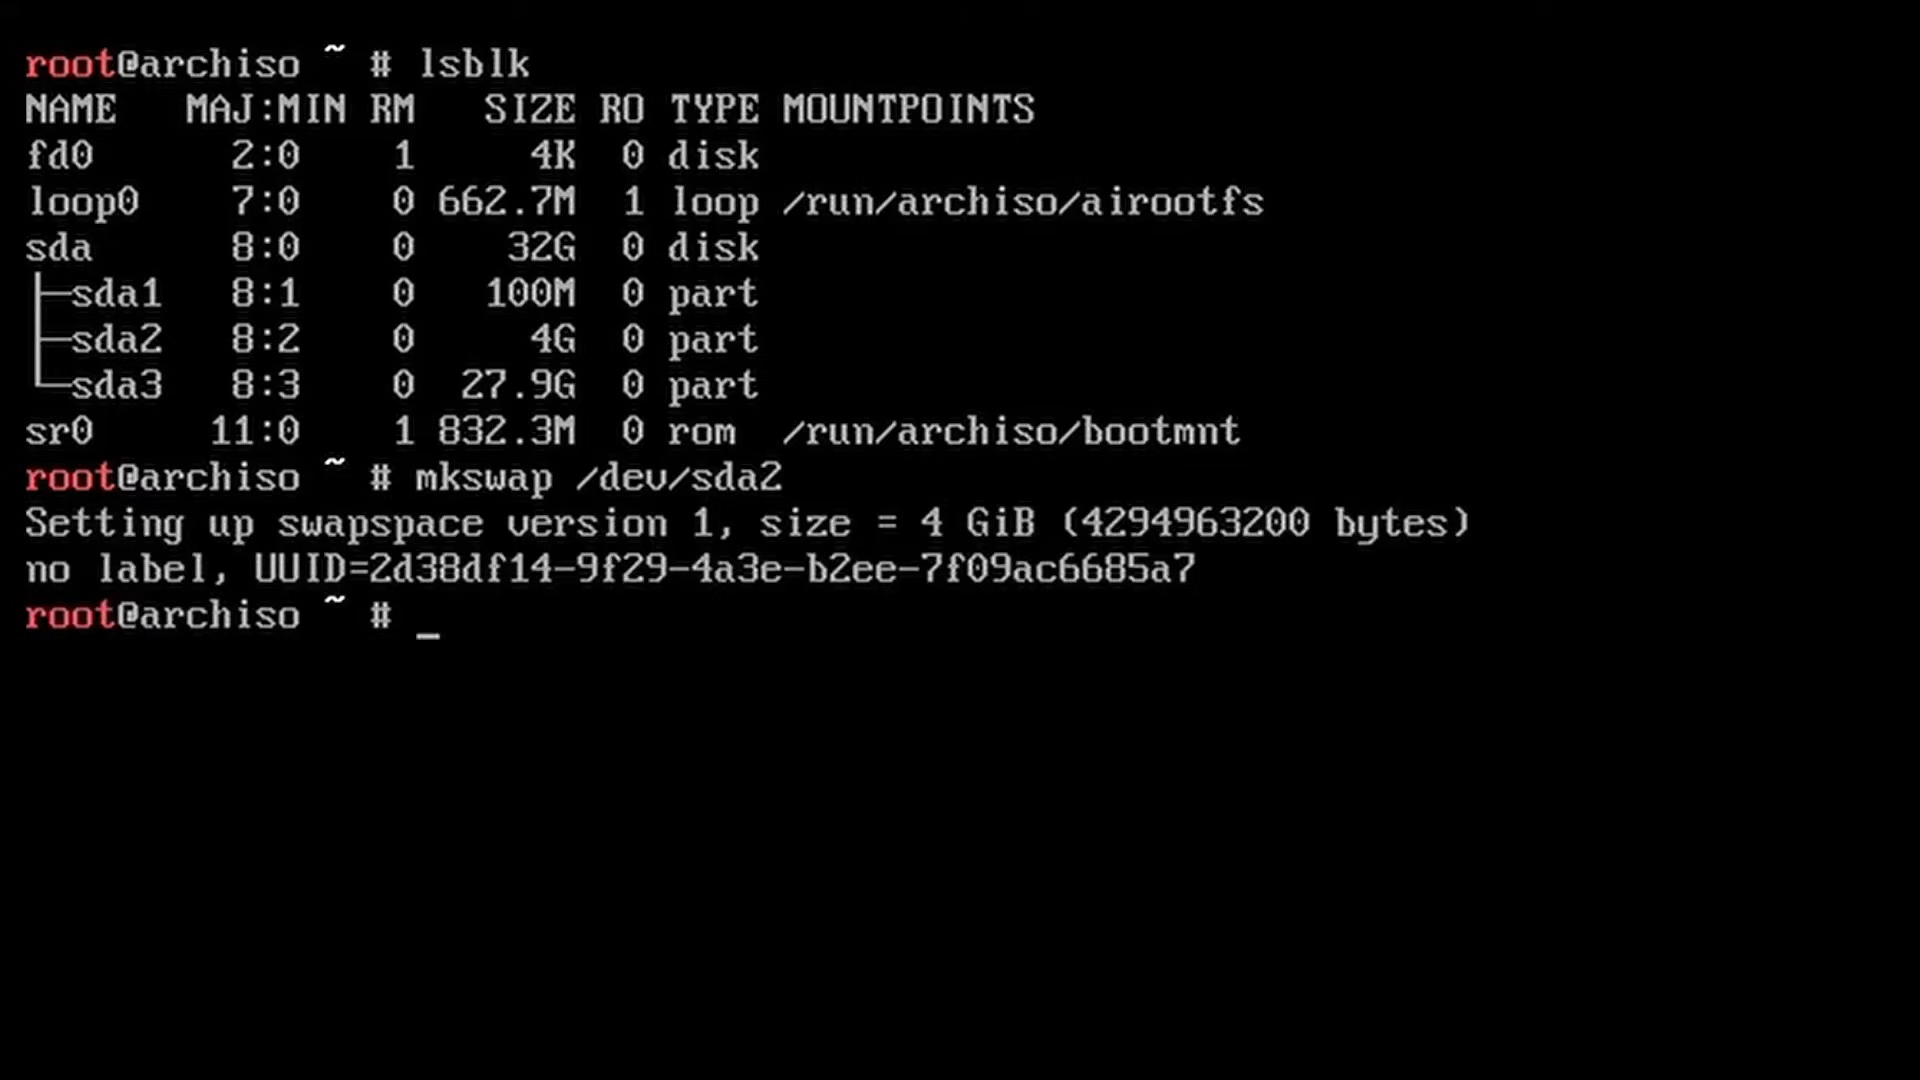 root@archiso ~ # lsblk
NAME   MAJ:MIN RM   SIZE RO TYPE MOUNTPOINTS
fd0      2:0    1     4K  0 disk
loop0    7:0    0 662.7M  1 loop /run/archiso/airootfs
sda      8:0    0    32G  0 disk
├─sda1   8:1    0   100M  0 part
├─sda2   8:2    0     4G  0 part
└─sda3   8:3    0  27.9G  0 part
sr0     11:0    1 832.3M  0 rom  /run/archiso/bootmnt
root@archiso ~ # mkswap /dev/sda2
Setting up swapspace version 1, size = 4 GiB (4294963200 bytes)
no label, UUID=2d38df14-9f29-4a3e-b2ee-7f09ac6685a7
root@archiso ~ # _